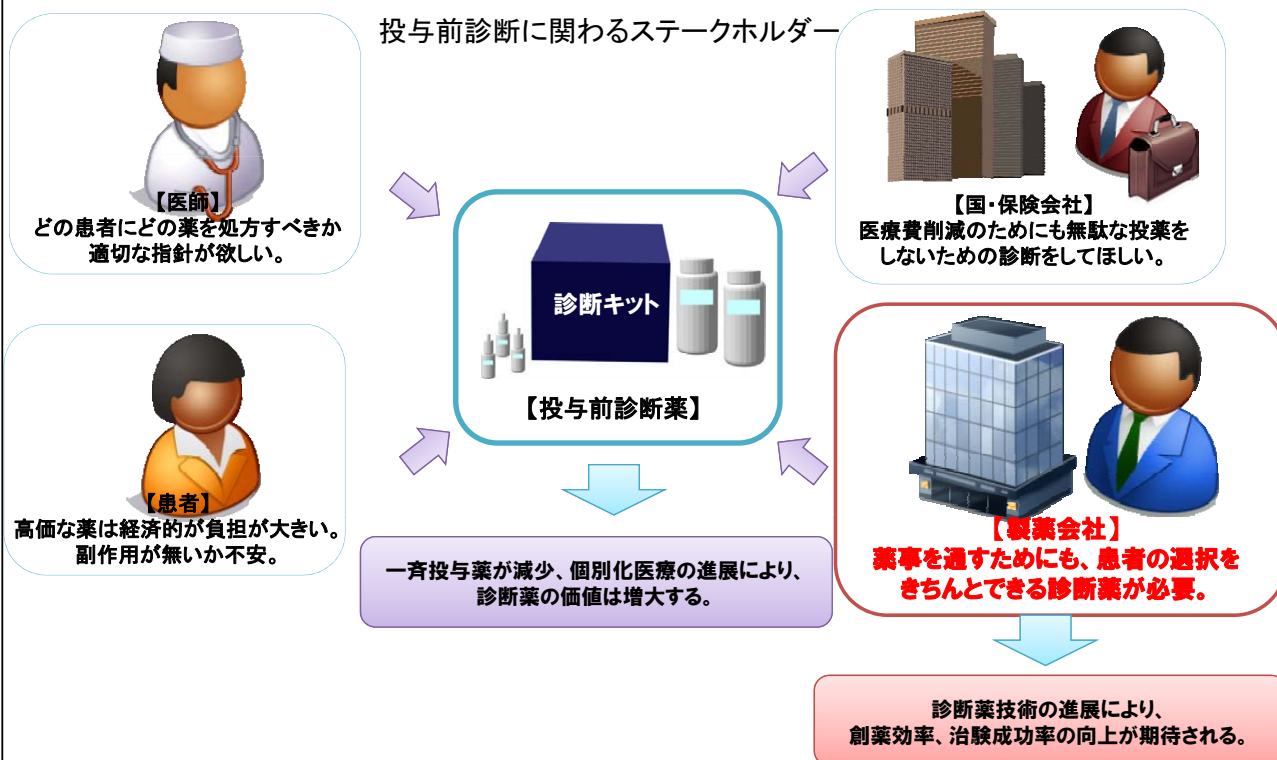 投与前診断に関わるステークホルダー
【医師】
どの患者にどの薬を処方すべきか
適切な指針が欲しい。
【国・保険会社】
医療費削減のためにも無駄な投薬を
しないための診断をしてほしい。
診断キット
【投与前診断薬】
【患者】
高価な薬は経済的が負担が大きい。
副作用が無いか不安。
【製薬会社】
薬事を通すためにも、患者の選択を
きちんとできる診断薬が必要。
一斉投与薬が減少、個別化医療の進展により、
診断薬の価値は増大する。
診断薬技術の進展により、
創薬効率、治験成功率の向上が期待される。